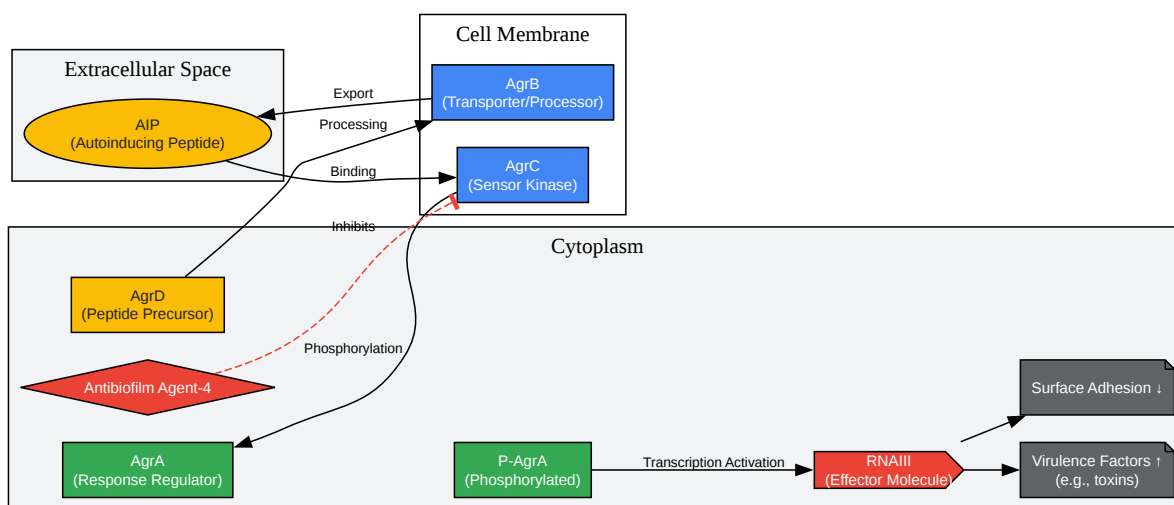 Cell Membrane
Extracellular Space
AgrB
(Transporter/Processor)
Export
AIP
(Autoinducing Peptide)
Processing
Binding
AgrC
(Sensor Kinase)
Inhibits
Cytoplasm
AgrD
(Peptide Precursor)
Phosphorylation
Antibiofilm Agent-4
Surface Adhesion ↓
AgrA
(Response Regulator)
P-AgrA
(Phosphorylated)
Transcription Activation
RNAIII
(Effector Molecule)
Virulence Factors ↑
(e.g., toxins)